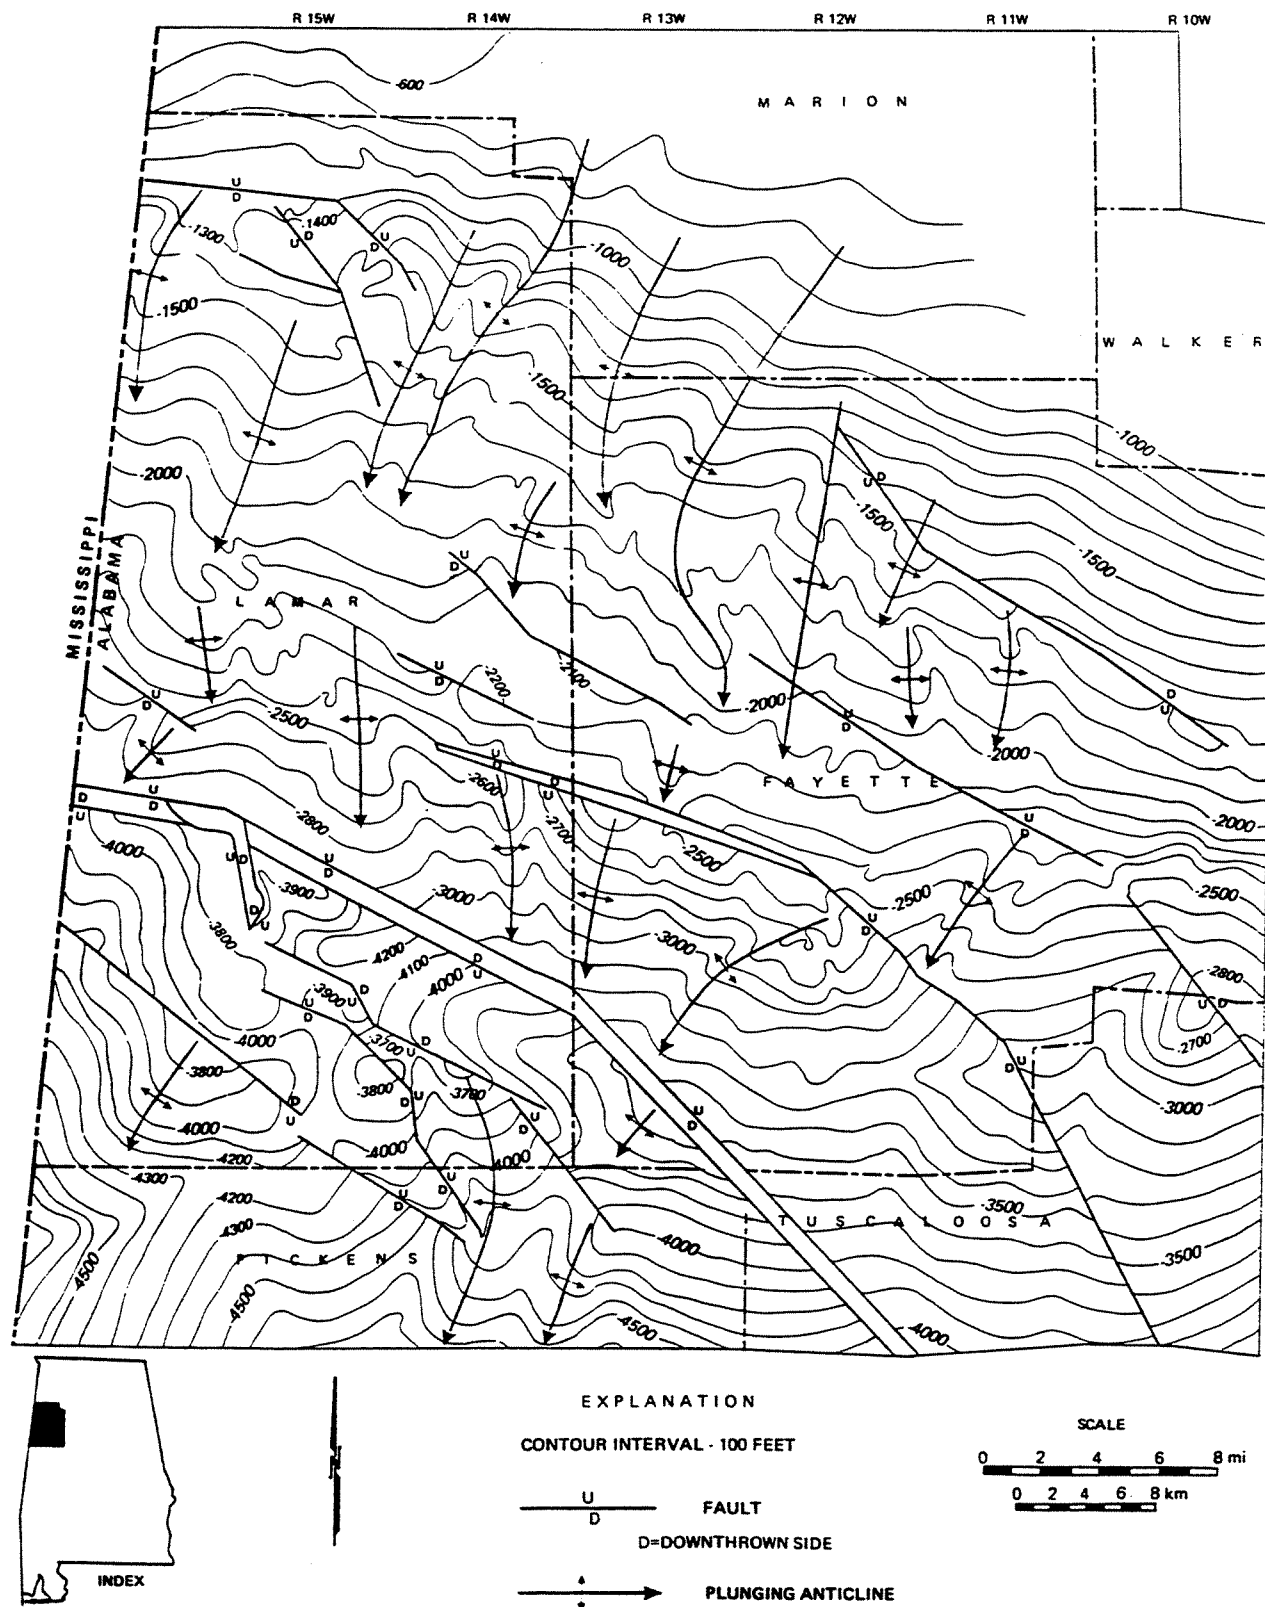 R 15W R 14W R 13W R 12W R 11W R 10W
-600
MARION
U
D
-1400
-1300
U D
D U
-1000
-1500
WALKER
-1500
-1000
-2000
U D
-1500
-1500
MISSISSIPPI
ALABAMA
D U
LAMAR
U
D
-2200
-2100
U
D
-2000
D
U
-2500
U
D
-2000
U
D
-2600
D
U
FAYETTE
U
D
D
U
-2800
-2700
-2000
U
D
-4000
U D
U
D
-2500
-3900
-3000
-2500
-2500
D U
-3800
-3000
U
D
-4200
-4100
D
U
-4000
-2800
-3900
U D
U
D
U D
-4000
-3700
D
U
-2700
-3800
-3800
-3700
U
D
D
U
D U
U
D
-3000
-4000
U
D
-4000
-4000
-4200
-4300
U
D
U
D
-4200
-3500
-4300
TUSCALOOSA
PICKENS
-4000
-3500
-4500
-4500
-4500
-4000
EXPLANATION
CONTOUR INTERVAL - 100 FEET
SCALE
0 2 4 6 8 mi
0 2 4 6 8 km
U
D
FAULT
D=DOWNTHROWN SIDE
INDEX
PLUNGING ANTICLINE